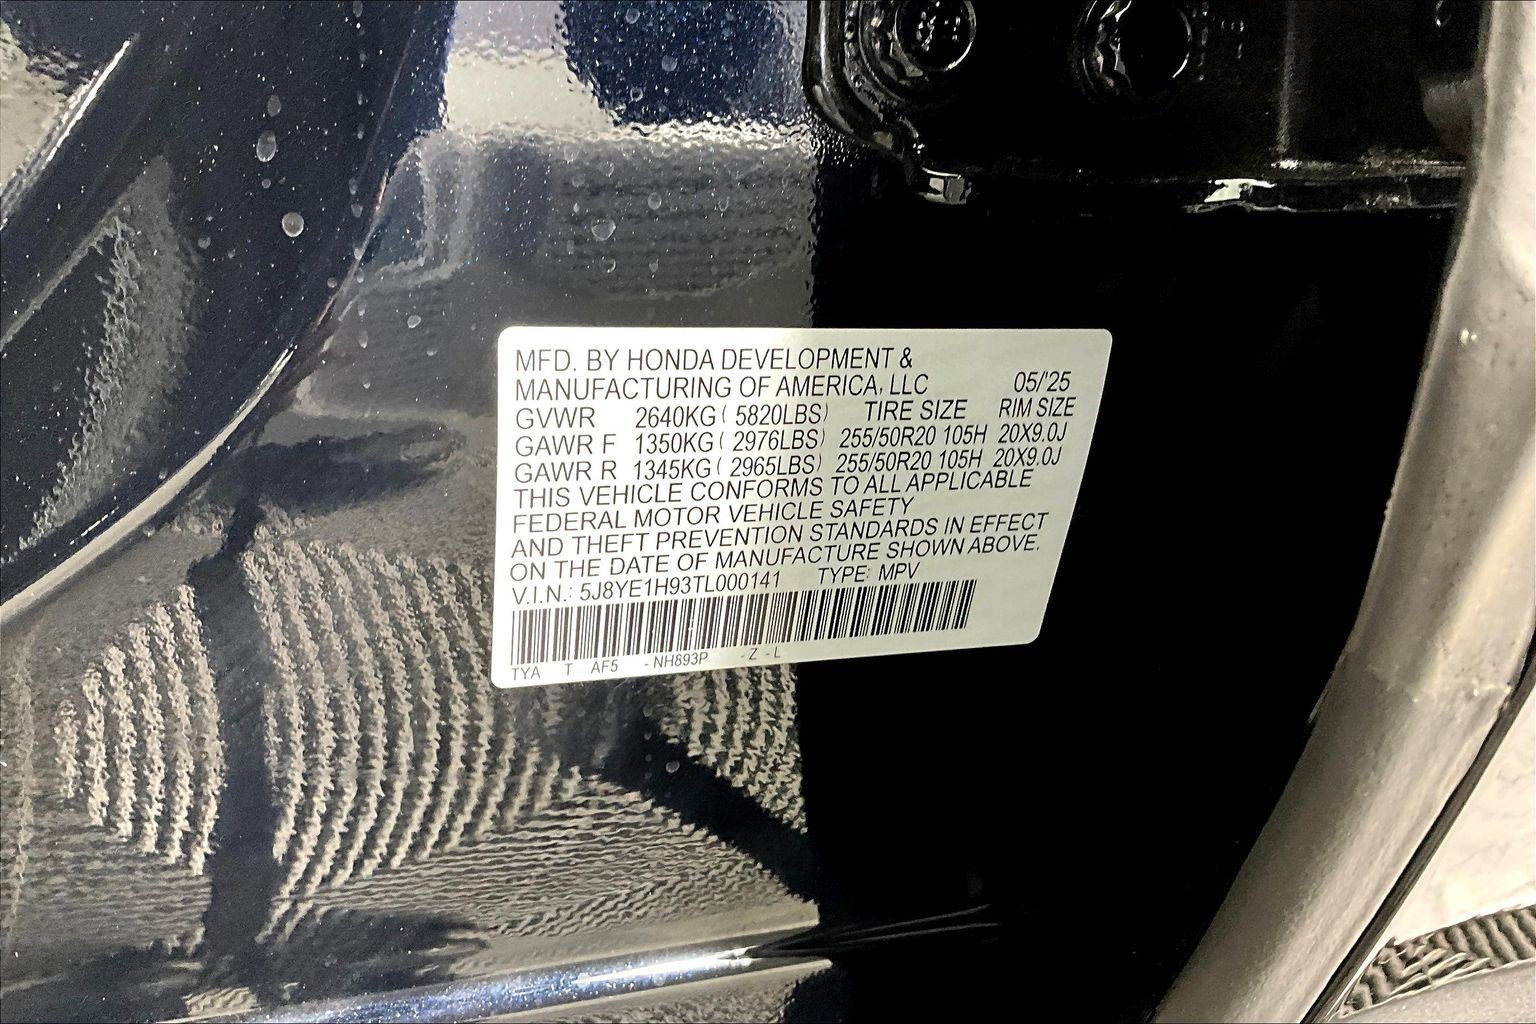 MFD. BY HONDA DEVELOPMENT &
MANUFACTURING OF AMERICA, LLC 05/'25
GVWR 2640KG ( 5820LBS) TIRE SIZE RIM SIZE
GAWR F 1350KG ( 2976LBS) 255/50R20 105H 20X9.0J
GAWR R 1345KG ( 2965LBS) 255/50R20 105H 20X9.0J
THIS VEHICLE CONFORMS TO ALL APPLICABLE
FEDERAL MOTOR VEHICLE SAFETY
AND THEFT PREVENTION STANDARDS IN EFFECT
ON THE DATE OF MANUFACTURE SHOWN ABOVE.
V.I.N.: 5J8YE1H93TL000141 TYPE: MPV
TYA T AF5 - NH893P - Z - L